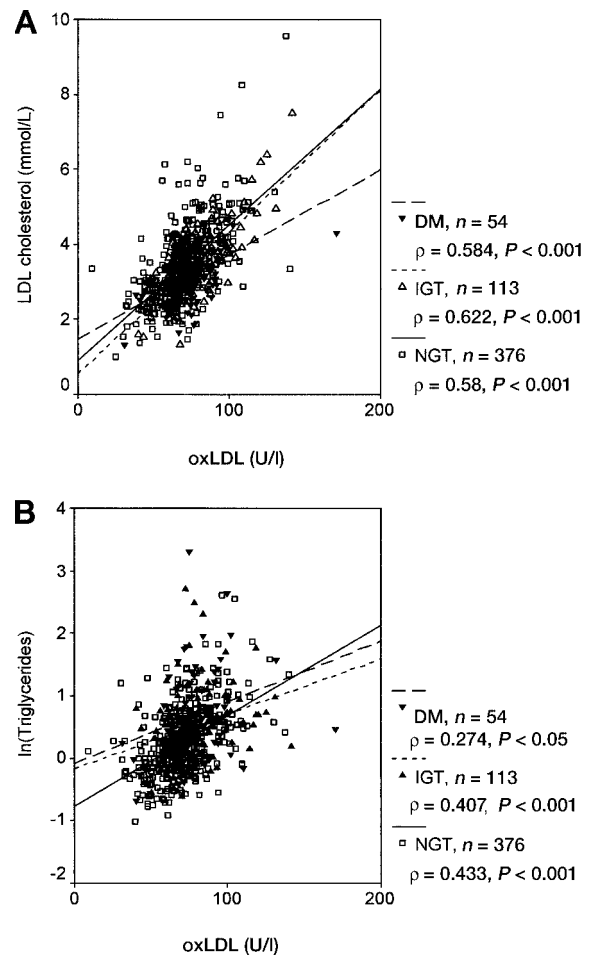 A
10
8
6
4
2
0
LDL cholesterol (mmol/L)
0 100 200
oxLDL (U/l)
DM, n = 54
ρ = 0.584, P < 0.001
IGT, n = 113
ρ = 0.622, P < 0.001
NGT, n = 376
ρ = 0.58, P < 0.001
B
4
3
2
1
0
-1
-2
ln(Triglycerides)
0 100 200
oxLDL (U/l)
DM, n = 54
ρ = 0.274, P < 0.05
IGT, n = 113
ρ = 0.407, P < 0.001
NGT, n = 376
ρ = 0.433, P < 0.001